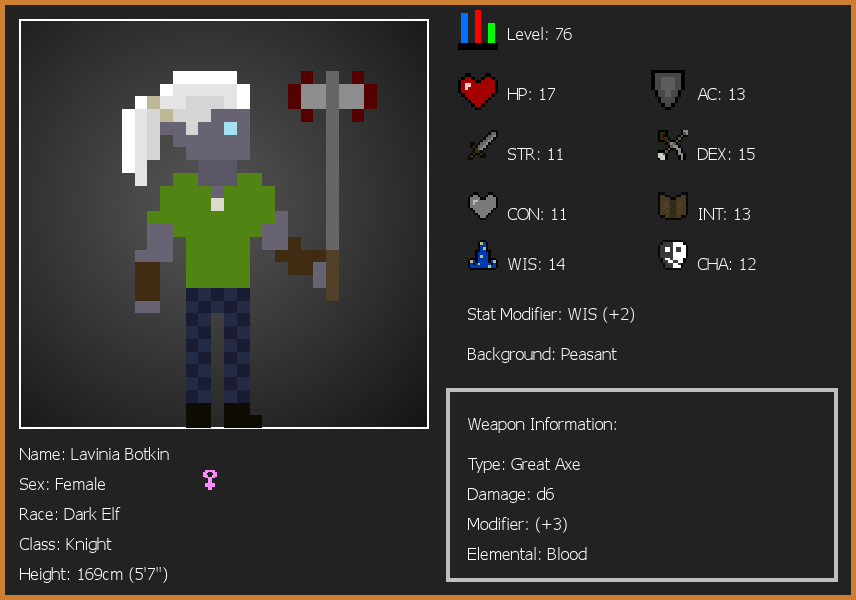 Level: 76
HP: 17
AC: 13
STR: 11
DEX: 15
CON: 11
INT: 13
WIS: 14
CHA: 12
Stat Modifier: WIS (+2)
Background: Peasant
Weapon Information:
Type: Great Axe
Damage: d6
Modifier: (+3)
Elemental: Blood
Name: Lavinia Botkin
Sex: Female
Race: Dark Elf
Class: Knight
Height: 169cm (5'7")